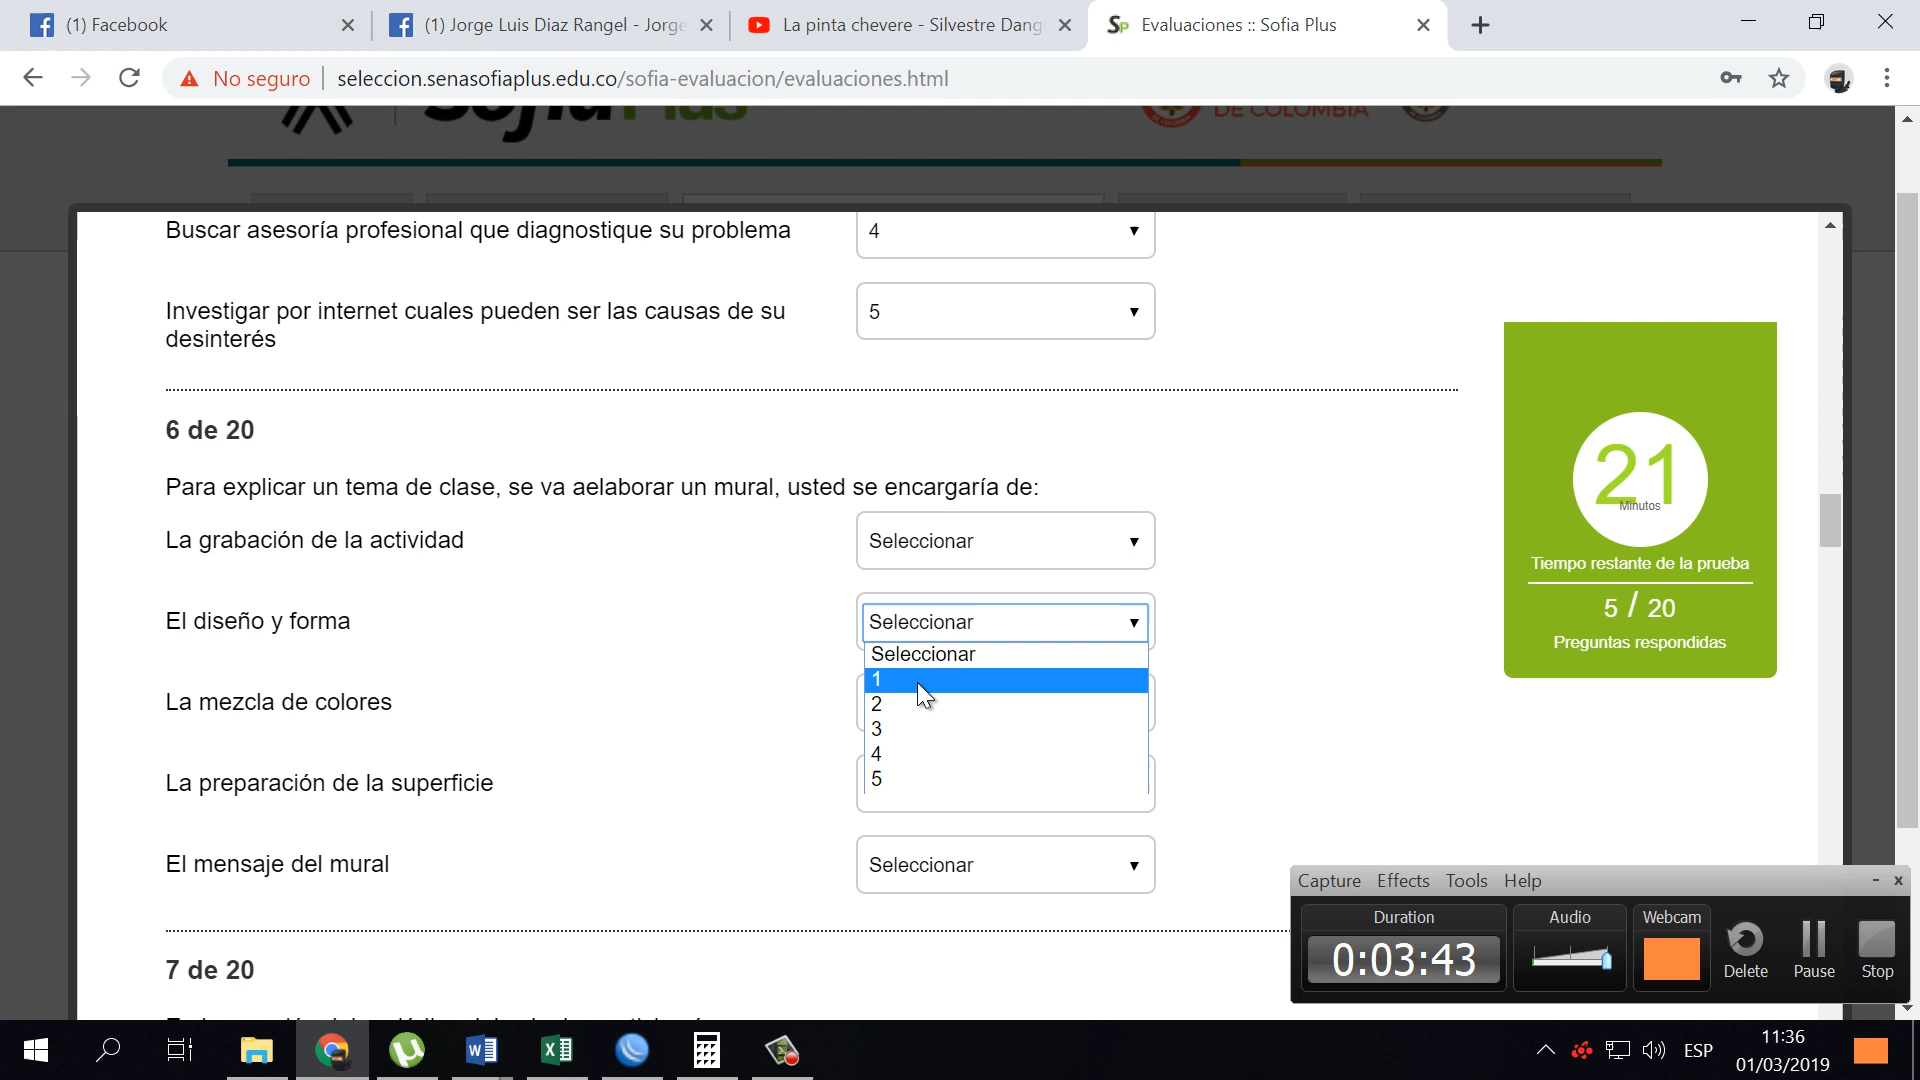 (1) Facebook
(1) Jorge Luis Diaz Rangel - Jorge
La pinta chevere - Silvestre Dang
Sp Evaluaciones :: Sofia Plus
No seguro
seleccion.senasofiaplus.edu.co/sofia-evaluacion/evaluaciones.html
Sofia Plus
DE COLOMBIA
Buscar asesoría profesional que diagnostique su problema
4
Investigar por internet cuales pueden ser las causas de su
desinterés
5
6 de 20
Para explicar un tema de clase, se va aelaborar un mural, usted se encargaría de:
La grabación de la actividad
Seleccionar
El diseño y forma
Seleccionar
Seleccionar
1
2
3
4
5
La mezcla de colores
La preparación de la superficie
El mensaje del mural
Seleccionar
7 de 20
21
Minutos
Tiempo restante de la prueba
5 / 20
Preguntas respondidas
Capture Effects Tools Help
Duration
0:03:43
Audio
Webcam
Delete
Pause
Stop
ESP
11:36
01/03/2019